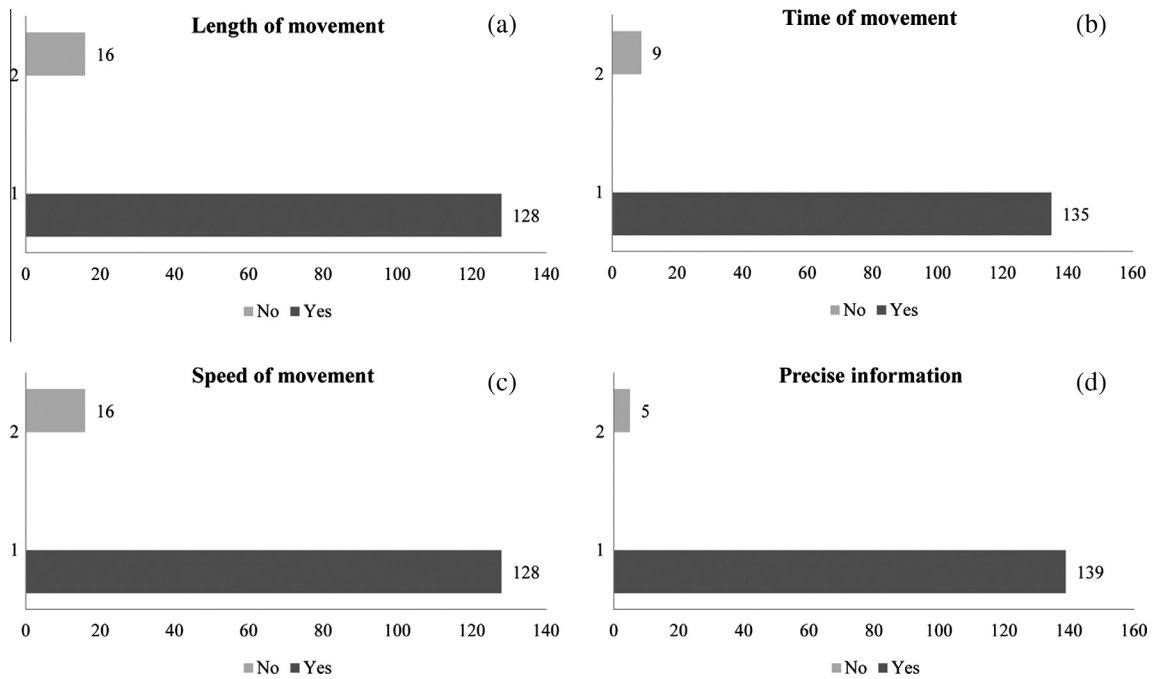 Length of movement (a)
2 16
1 128
0 20 40 60 80 100 120 140
No Yes
Time of movement (b)
2 9
1 135
0 20 40 60 80 100 120 140 160
No Yes
Speed of movement (c)
2 16
1 128
0 20 40 60 80 100 120 140
No Yes
Precise information (d)
2 5
1 139
0 20 40 60 80 100 120 140 160
No Yes